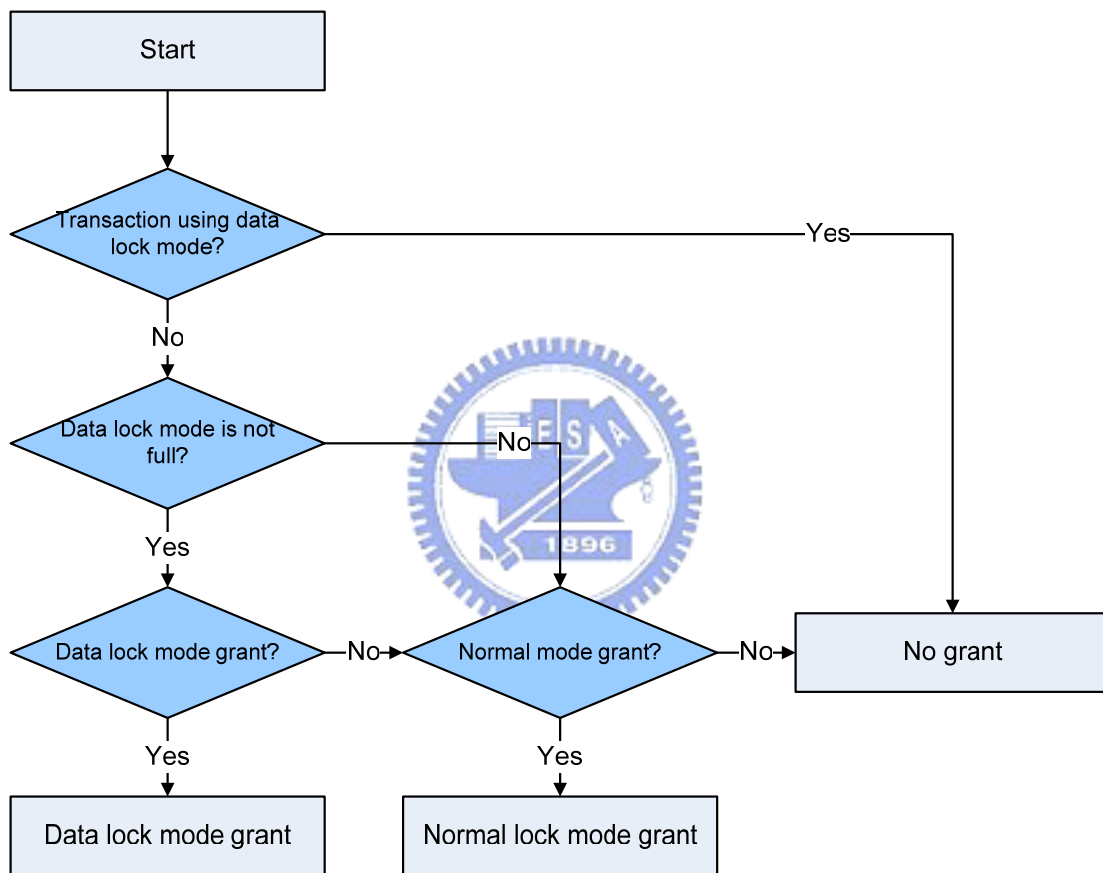 Start
Transaction using data
lock mode?
Yes
No
Data lock mode is not
full?
No
E S A
1896
Yes
Data lock mode grant?
No
Normal mode grant?
No
No grant
Yes
Yes
Data lock mode grant
Normal lock mode grant